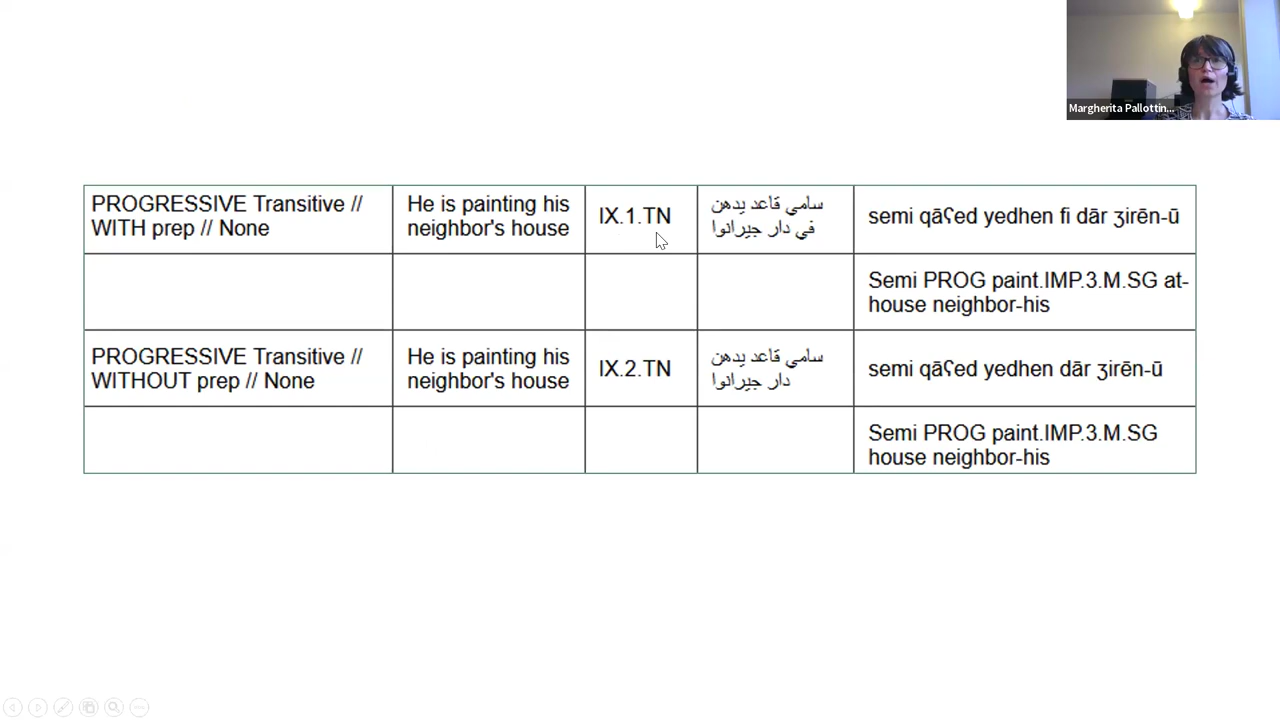 Margherita Pallottin...
PROGRESSIVE Transitive //
WITH prep // None
He is painting his
neighbor's house
IX.1.TN
سامي قاعد يدهن
في دار جيرانوا
semi qāʕed yedhen fi dār ʒirēn-ū
Semi PROG paint.IMP.3.M.SG at-
house neighbor-his
PROGRESSIVE Transitive //
WITHOUT prep // None
He is painting his
neighbor's house
IX.2.TN
سامي قاعد يدهن
دار جيرانوا
semi qāʕed yedhen dār ʒirēn-ū
Semi PROG paint.IMP.3.M.SG
house neighbor-his